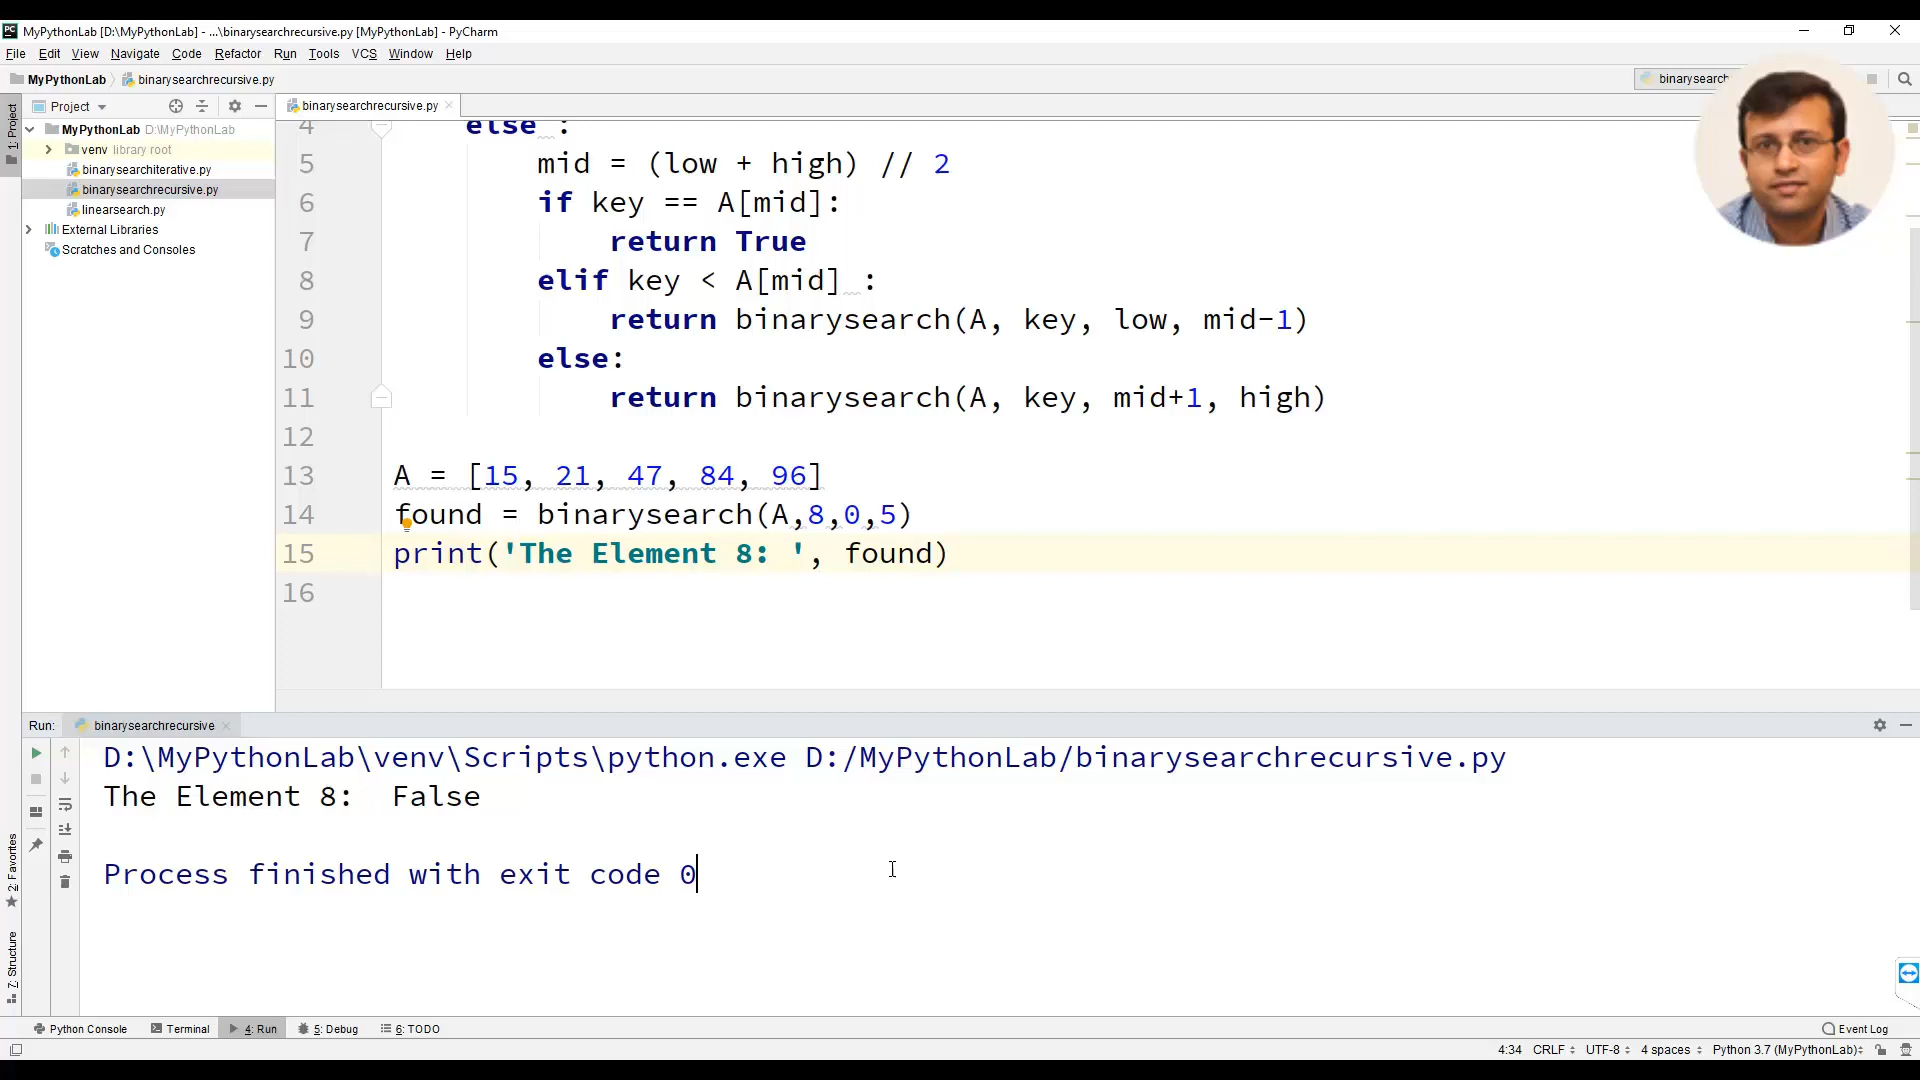 MyPythonLab [D:\MyPythonLab] - ...\binarysearchrecursive.py [MyPythonLab] - PyCharm
File Edit View Navigate Code Refactor Run Tools VCS Window Help
MyPythonLab binarysearchrecursive.py binarysearch
1: Project
Project
binarysearchrecursive.py
MyPythonLab D:\MyPythonLab
venv library root
binarysearchiterative.py
binarysearchrecursive.py
linearsearch.py
External Libraries
Scratches and Consoles
4 else :
5 mid = (low + high) // 2
6 if key == A[mid]:
7 return True
8 elif key < A[mid] :
9 return binarysearch(A, key, low, mid-1)
10 else:
11 return binarysearch(A, key, mid+1, high)
12
13 A = [15, 21, 47, 84, 96]
14 found = binarysearch(A,8,0,5)
15 print('The Element 8: ', found)
16
Run: binarysearchrecursive
D:\MyPythonLab\venv\Scripts\python.exe D:/MyPythonLab/binarysearchrecursive.py
The Element 8:  False
Process finished with exit code 0
2: Favorites
7: Structure
Python Console Terminal 4: Run 5: Debug 6: TODO Event Log
4:34 CRLF UTF-8 4 spaces Python 3.7 (MyPythonLab)